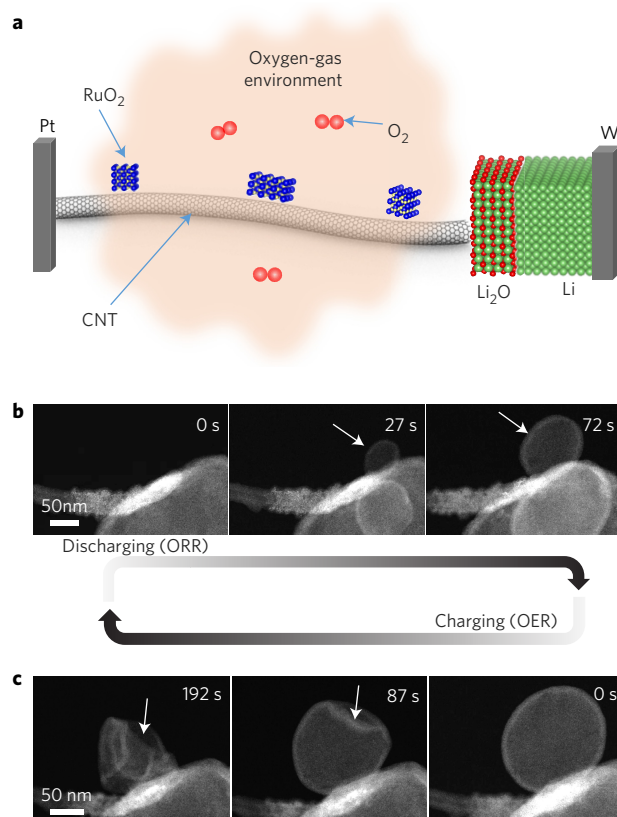 a
Oxygen-gas
environment
RuO₂
Pt
O₂
W
CNT
Li₂O
Li
b
0 s
27 s
72 s
50nm
Discharging (ORR)
Charging (OER)
c
192 s
87 s
0 s
50 nm